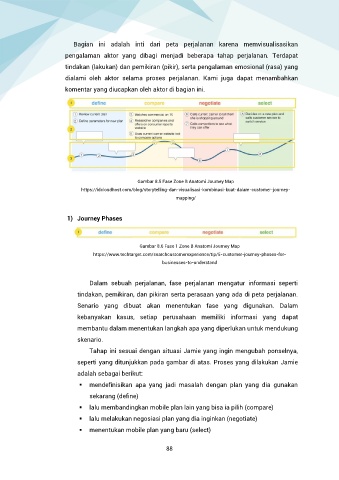 Bagian ini adalah inti dari peta perjalanan karena memvisualisasikan
pengalaman aktor yang dibagi menjadi beberapa tahap perjalanan. Terdapat
tindakan (lakukan) dan pemikiran (pikir), serta pengalaman emosional (rasa) yang
dialami oleh aktor selama proses perjalanan. Kami juga dapat menambahkan
komentar yang diucapkan oleh aktor di bagian ini.
define compare negotiate select
Gambar 8.5 Fase Zone B Anatomi Journey Map
https://idcloudhost.com/blog/storytelling-dan-visualisasi-kombinasi-kuat-dalam-customer-journey-
mapping/
1) Journey Phases
1 define compare negotiate select
Gambar 8.6 Fase 1 Zone B Anatomi Journey Map
https://www.techtarget.com/searchcustomerexperience/tip/5-customer-journey-phases-for-
businesses-to-understand
Dalam sebuah perjalanan, fase perjalanan mengatur informasi seperti
tindakan, pemikiran, dan pikiran serta perasaan yang ada di peta perjalanan.
Senario yang dibuat akan menentukan fase yang digunakan. Dalam
kebanyakan kasus, setiap perusahaan memiliki informasi yang dapat
membantu dalam menentukan langkah apa yang diperlukan untuk mendukung
skenario.
Tahap ini sesuai dengan situasi Jamie yang ingin mengubah ponselnya,
seperti yang ditunjukkan pada gambar di atas. Proses yang dilakukan Jamie
adalah sebagai berikut:
▪ mendefinisikan apa yang jadi masalah dengan plan yang dia gunakan
sekarang (define)
▪ lalu membandingkan mobile plan lain yang bisa ia pilih (compare)
▪ lalu melakukan negosiasi plan yang dia inginkan (negotiate)
▪ menentukan mobile plan yang baru (select)
88